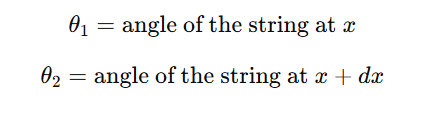 θ₁ = angle of the string at x
θ₂ = angle of the string at x + dx